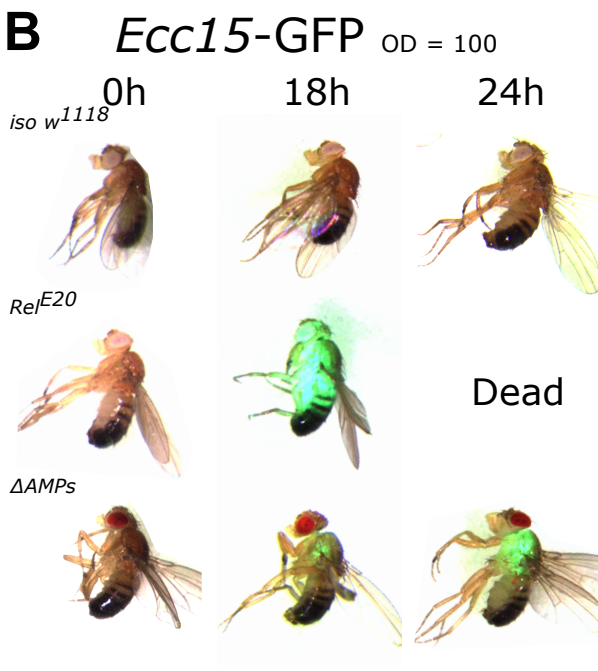 B Ecc15-GFP OD = 100
0h 18h 24h
iso w1118
RelE20
Dead
ΔAMPs